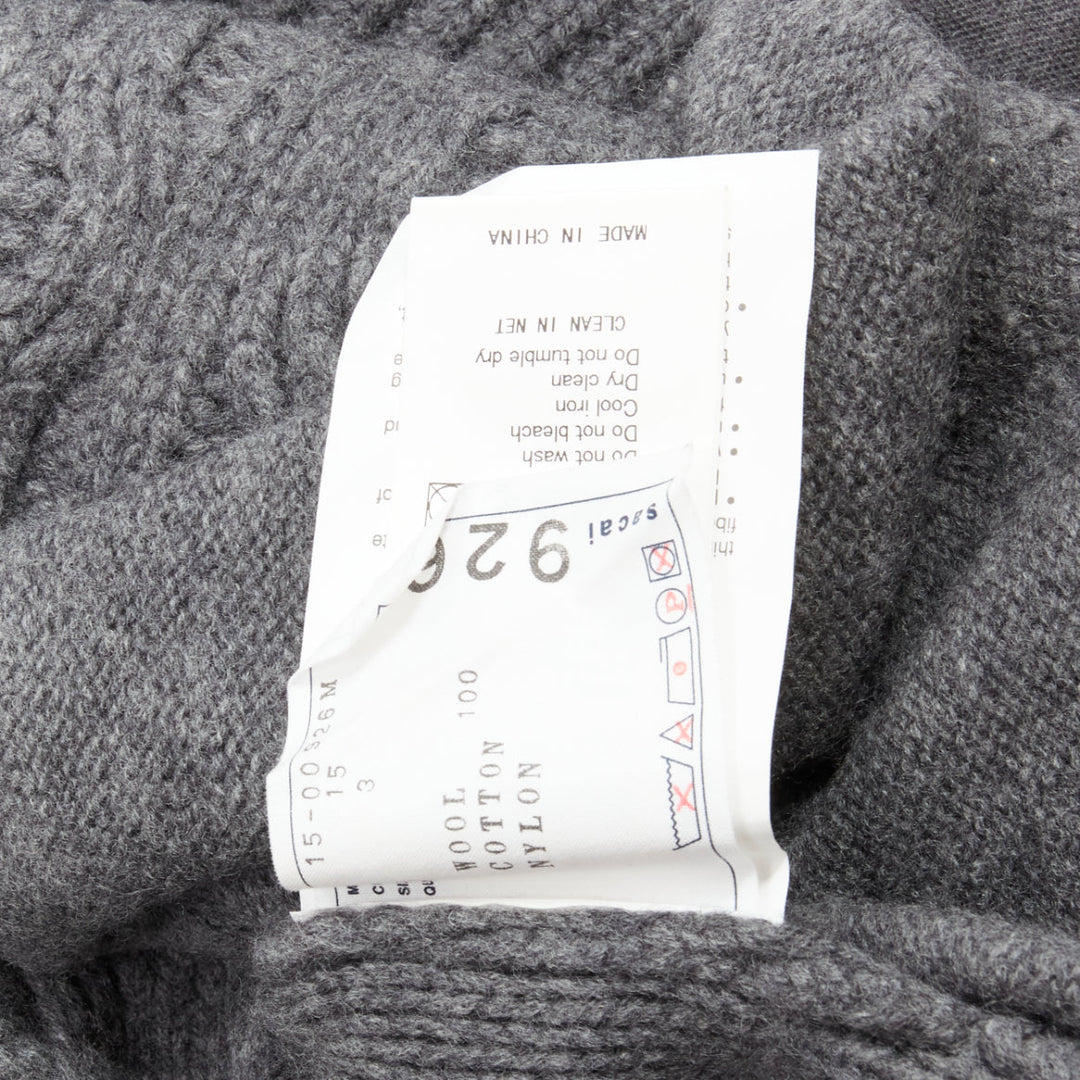 MADE IN CHINA
CLEAN IN NET
Do not tumble dry
Dry clean
Cool iron
Do not bleach
Do not wash
sacai
926
P
15-00926M
15
3
WOOL 100
COTTON
NYLON